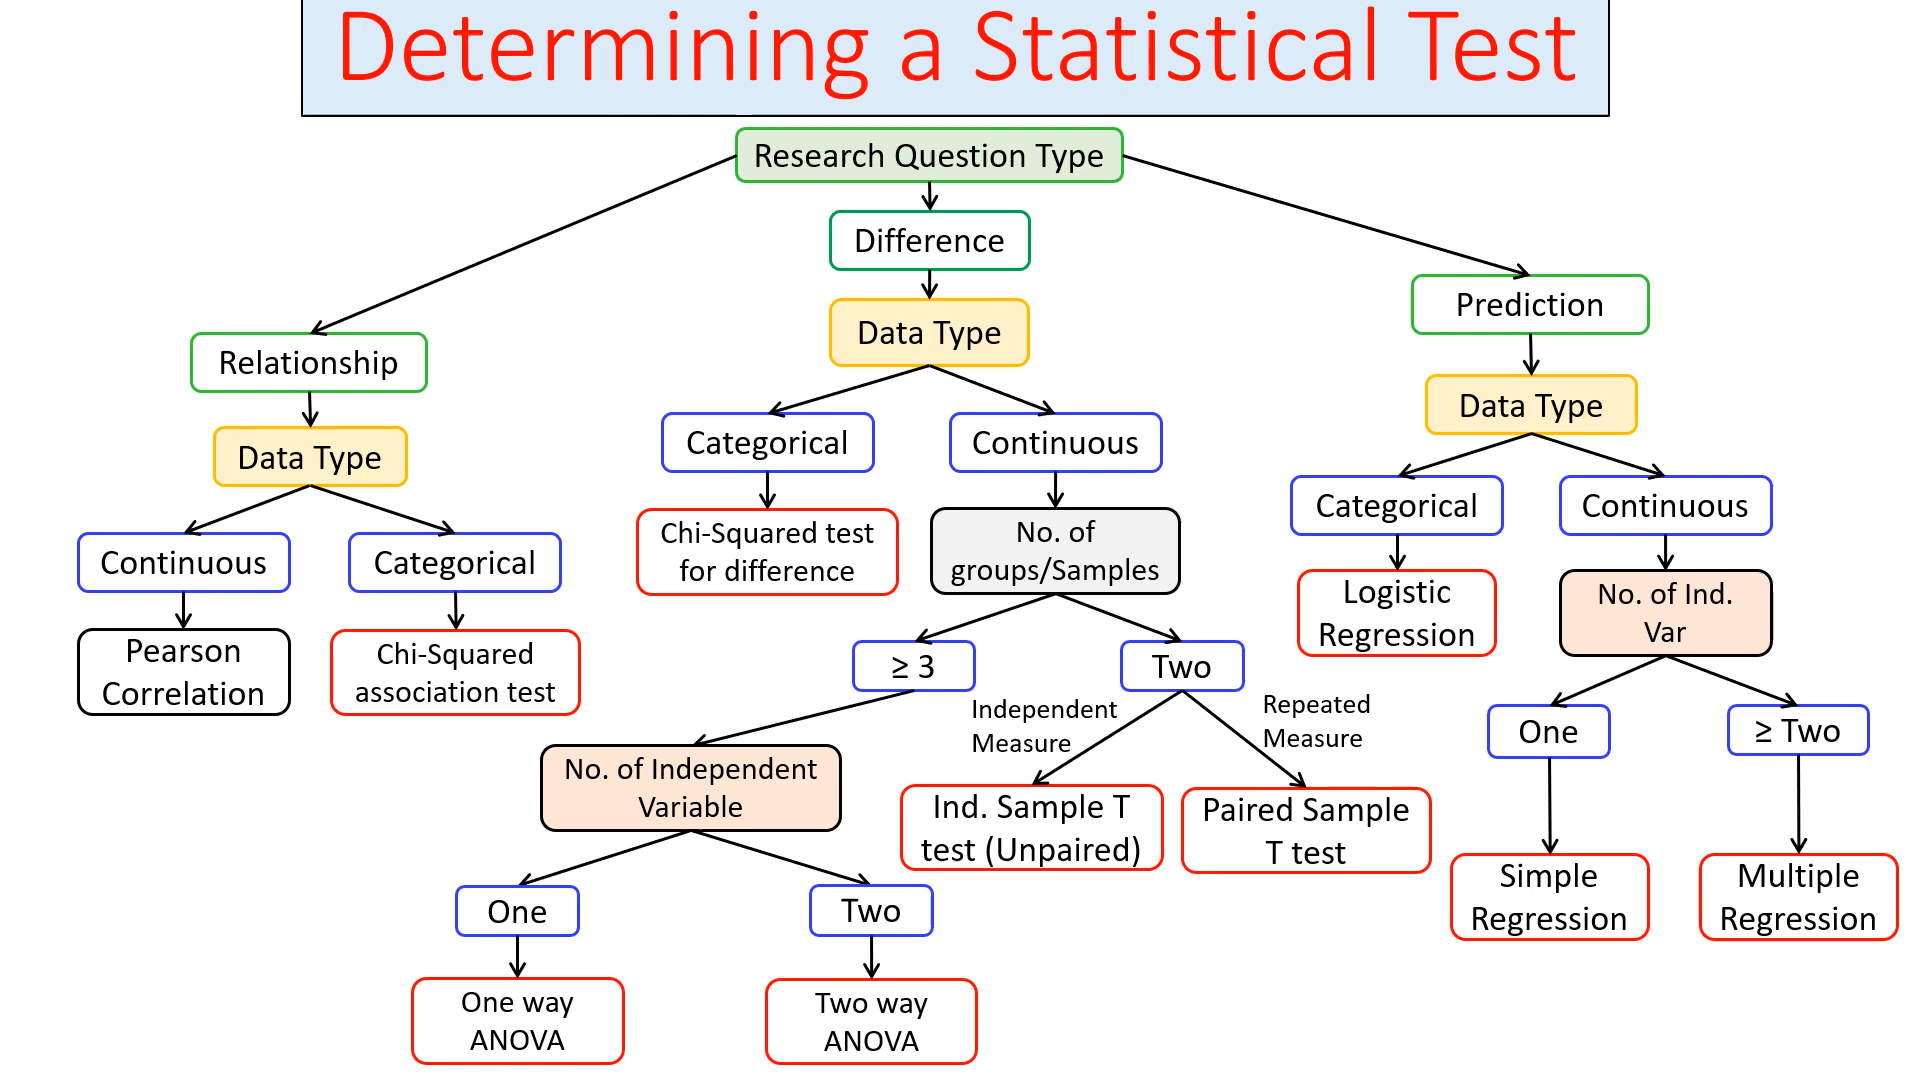 Determining a Statistical Test
Research Question Type
Difference
Prediction
Data Type
Relationship
Data Type
Data Type
Categorical
Continuous
Categorical
Continuous
Continuous
Categorical
Chi-Squared test
for difference
No. of
groups/Samples
Logistic
Regression
No. of Ind.
Var
Pearson
Correlation
Chi-Squared
association test
≥ 3
Two
Independent
Measure
Repeated
Measure
One
≥ Two
No. of Independent
Variable
Ind. Sample T
test (Unpaired)
Paired Sample
T test
Simple
Regression
Multiple
Regression
One
Two
One way
ANOVA
Two way
ANOVA